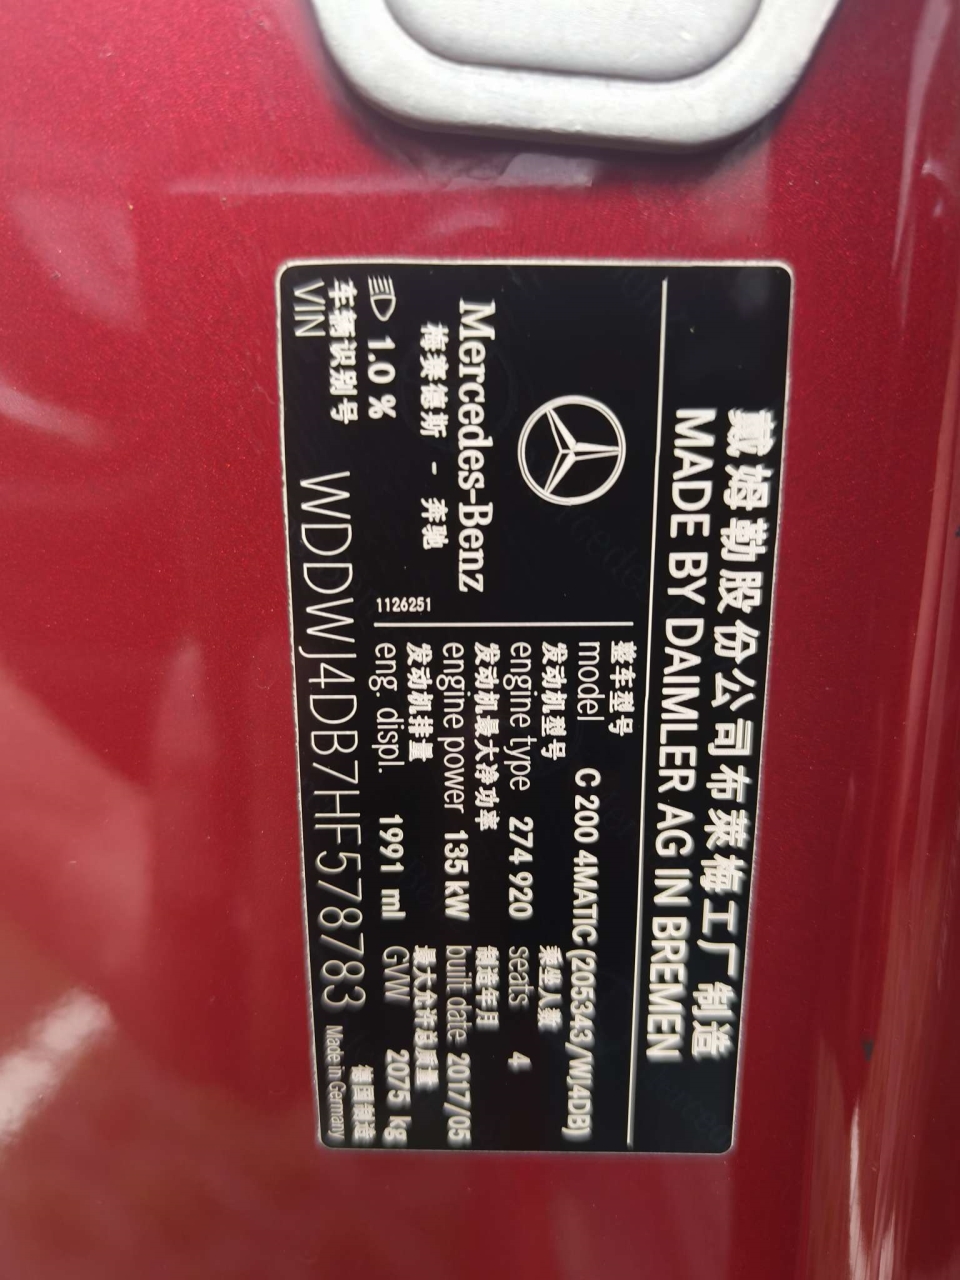 戴姆勒股份公司布莱梅工厂制造
MADE BY DAIMLER AG IN BREMEN
Mercedes-Benz
梅赛德斯 - 奔驰
1.0 %
1126251
整车型号
model C 200 4MATIC (205343/WJ4DB)
发动机型号 乘坐人数
engine type 274 920 seats 4
发动机最大净功率 制造年月
engine power 135 kW built date 2017/05
发动机排量 最大允许总质量
eng. displ. 1991 ml GVW 2075 kg
车辆识别号 德国制造
VIN WDDWJ4DB7HF578783 Made in Germany